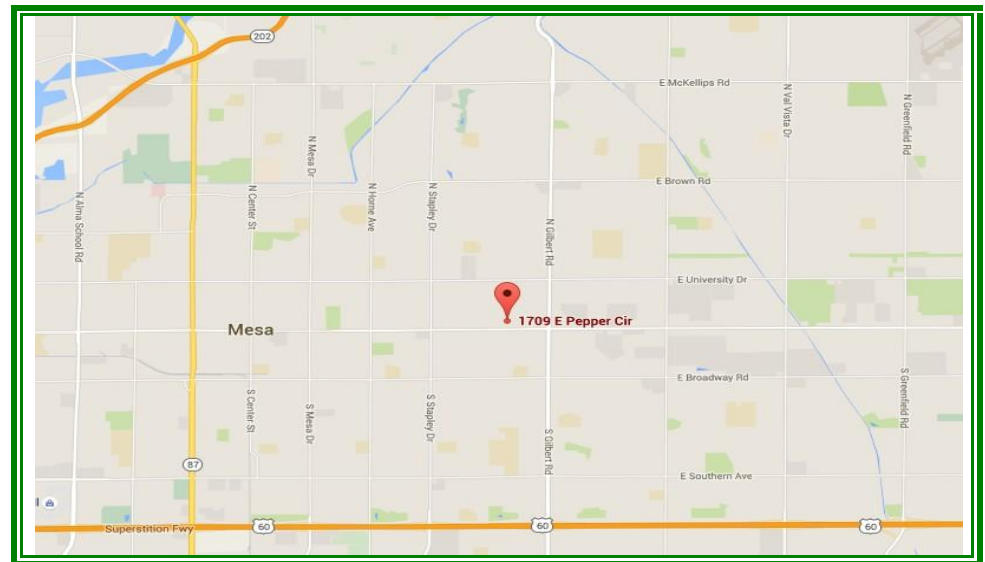 202
E McKellips Rd
N Val Vista Dr
N Greenfield Rd
N Mesa Dr
E Brown Rd
N Alma School Rd
N Center St
N Horne Ave
N Stapley Dr
N Gilbert Rd
E University Dr
1709 E Pepper Cir
Mesa
E Broadway Rd
S Greenfield Rd
S Center St
S Mesa Dr
S Stapley Dr
S Gilbert Rd
87
E Southern Ave
Superstition Fwy
60
60
60